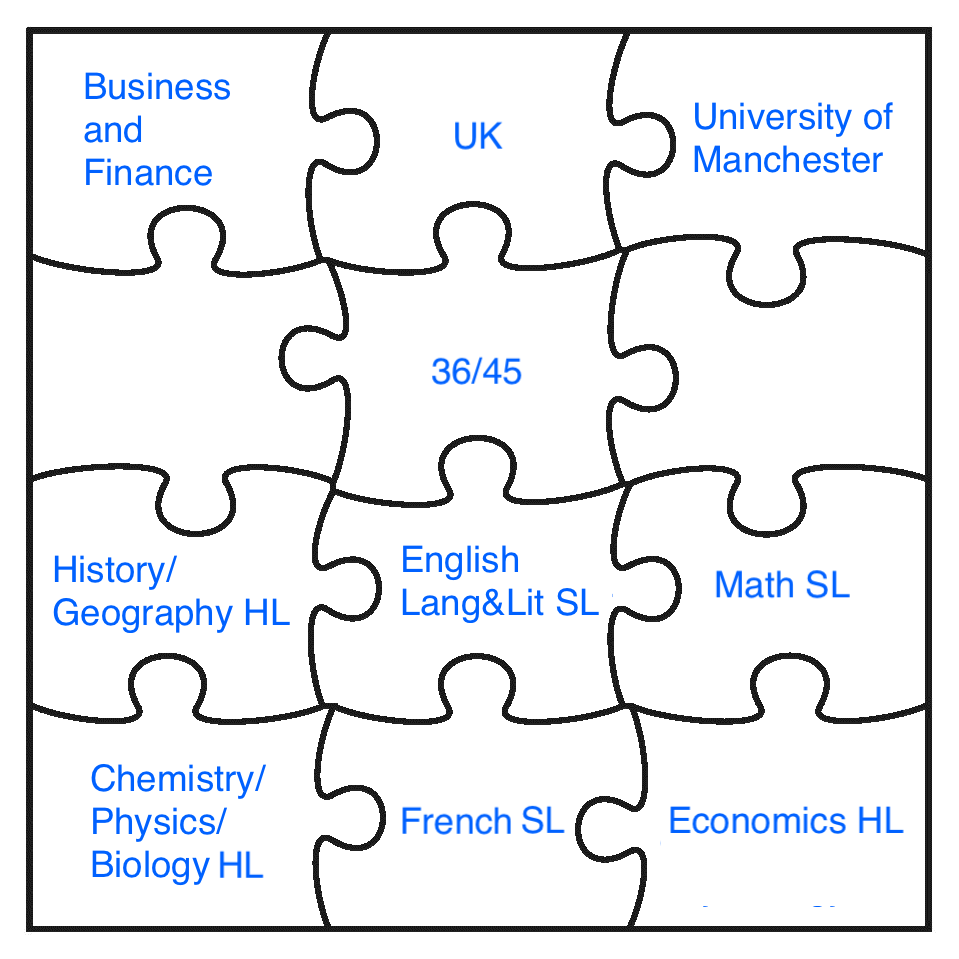 Business
and
Finance
UK
University of
Manchester
36/45
History/
Geography HL
English
Lang&Lit SL
Math SL
Chemistry/
Physics/
Biology HL
French SL
Economics HL